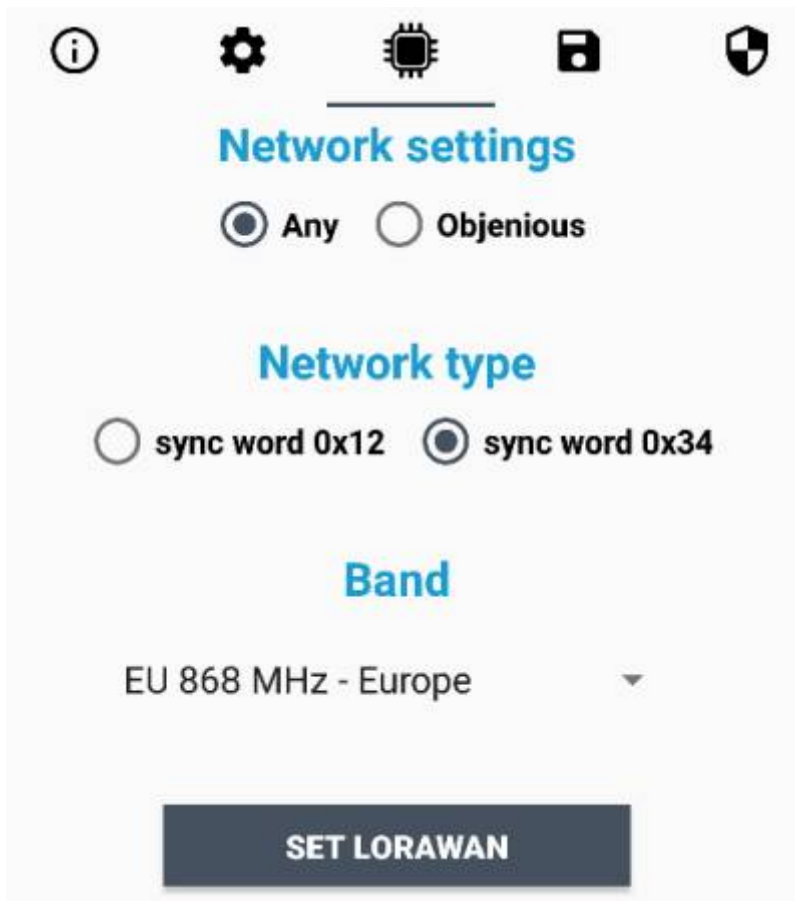 Network settings
Any Objenious
Network type
sync word 0x12 sync word 0x34
Band
EU 868 MHz - Europe
SET LORAWAN